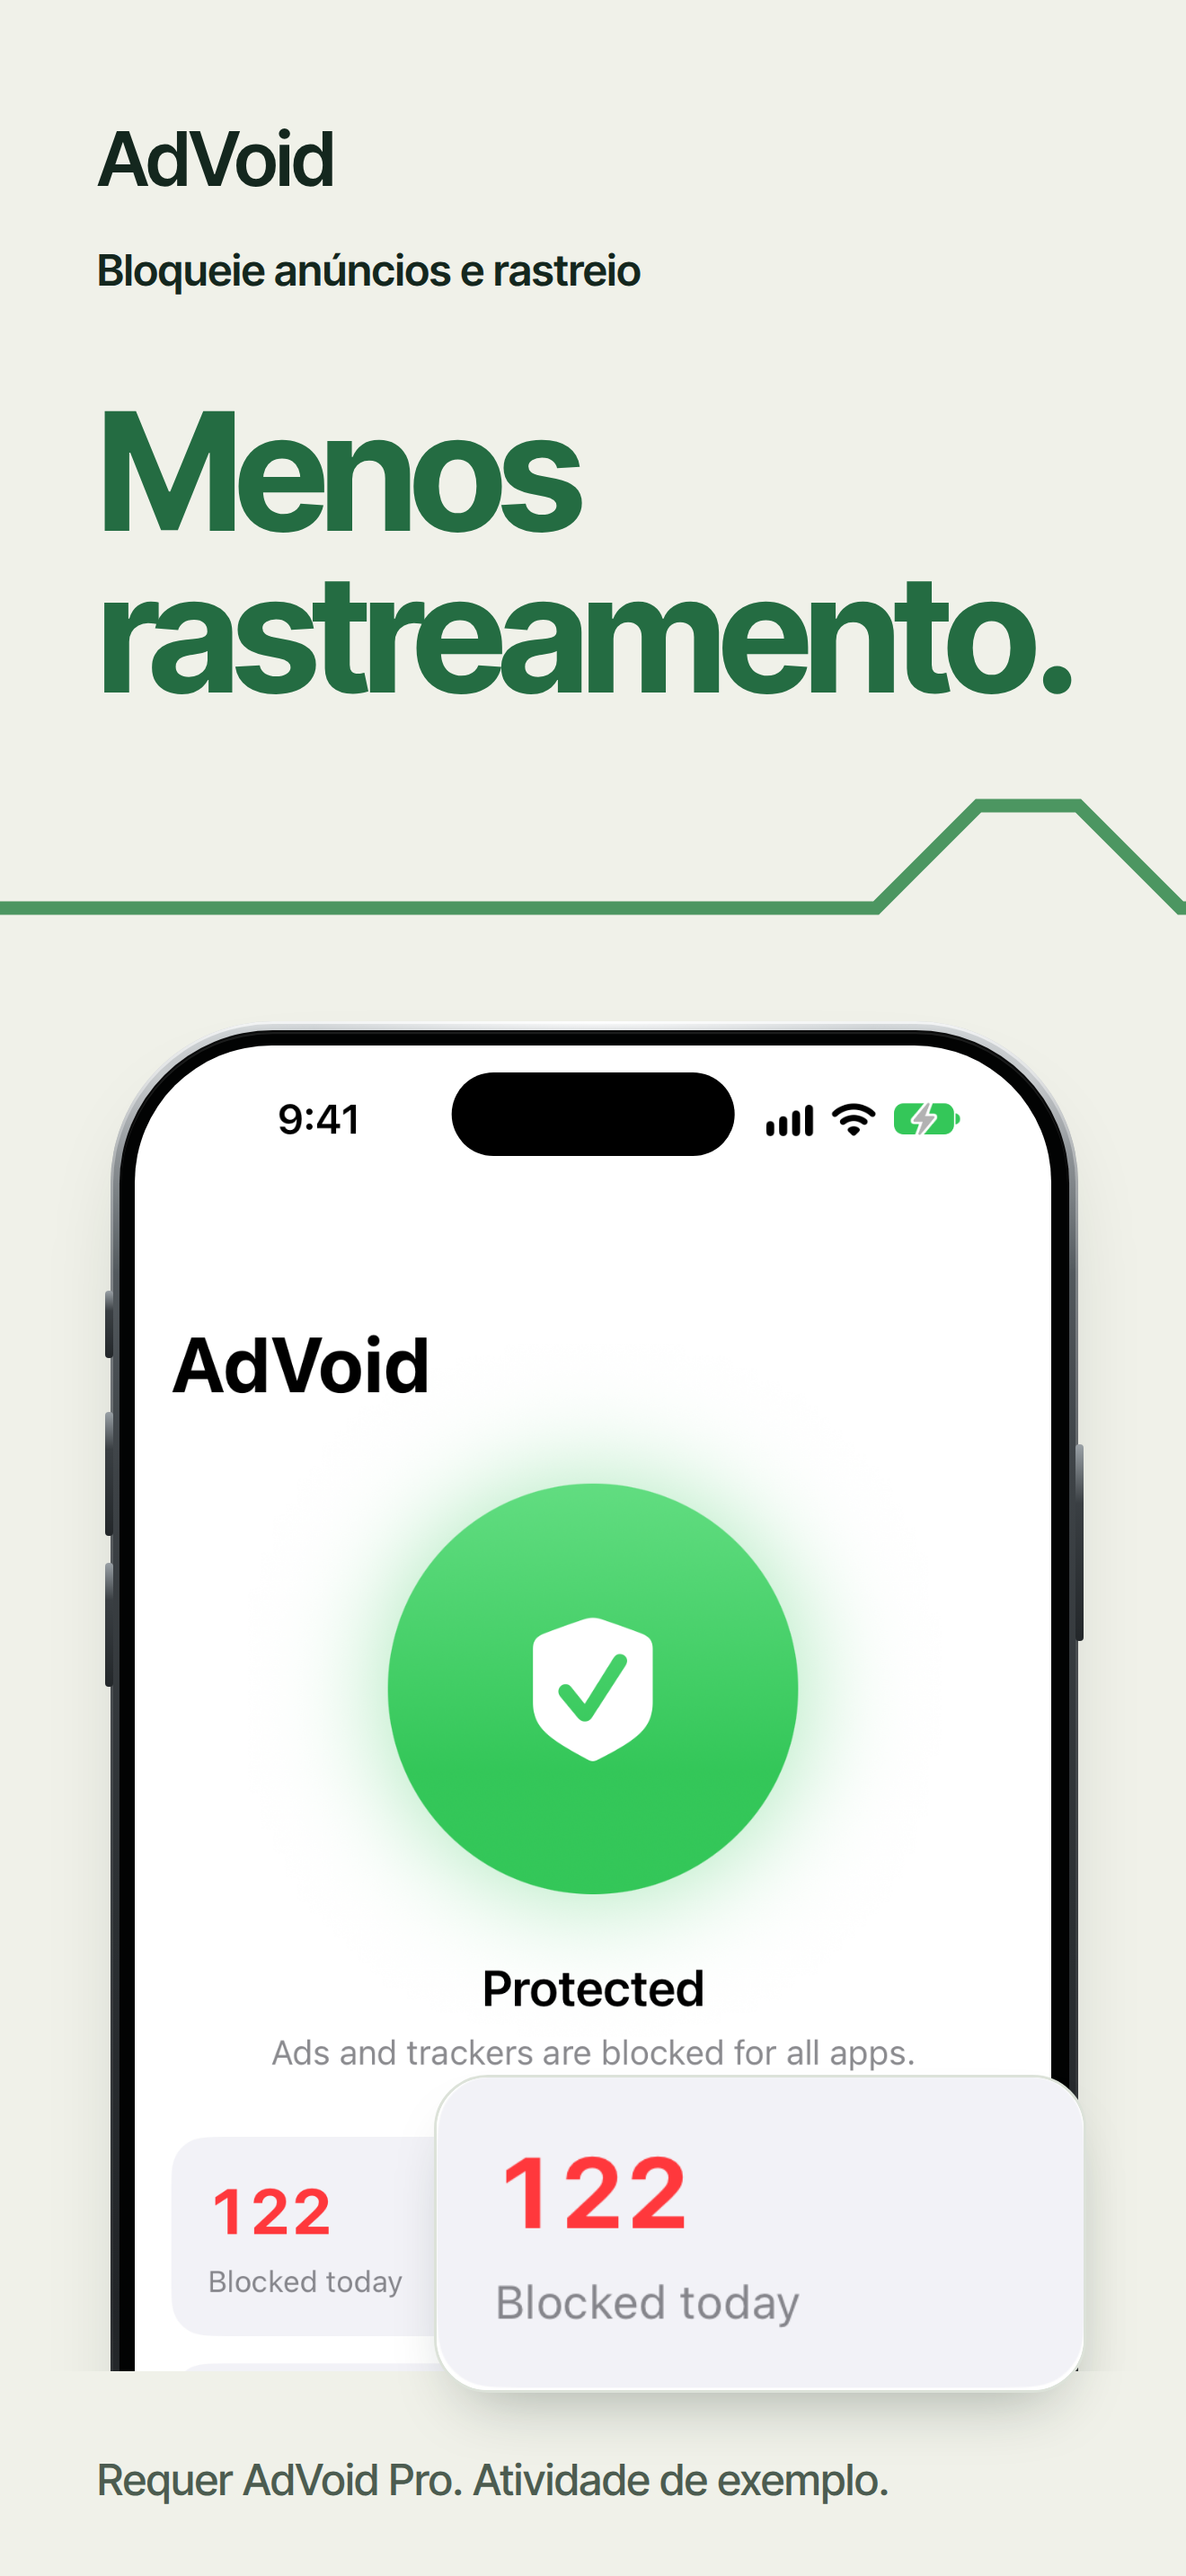 AdVoid
Bloqueie anúncios e rastreio
Menos
rastreamento.
9:41
AdVoid
Protected
Ads and trackers are blocked for all apps.
122
Blocked today
122
Blocked today
Requer AdVoid Pro. Atividade de exemplo.